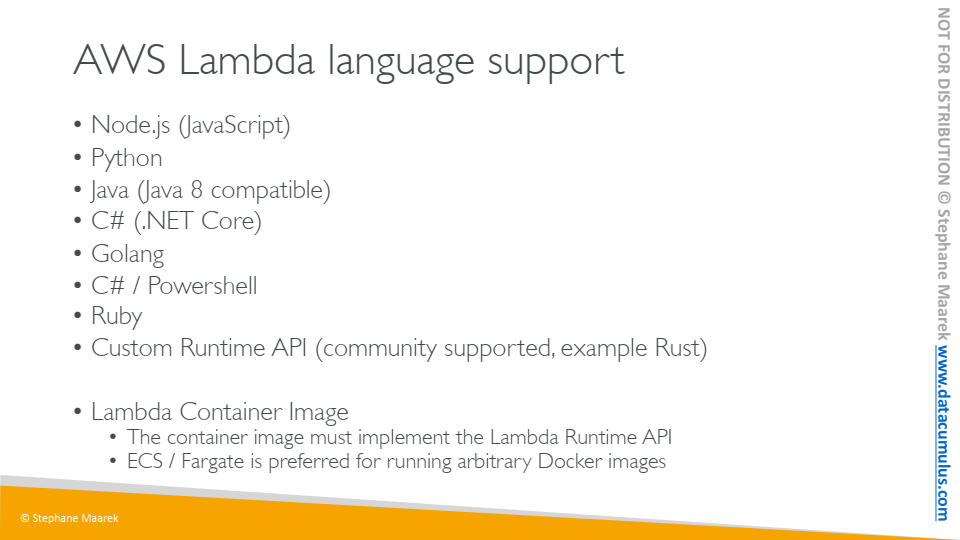 AWS Lambda language support
• Node.js (JavaScript)
• Python
• Java (Java 8 compatible)
• C# (.NET Core)
• Golang
• C# / Powershell
• Ruby
• Custom Runtime API (community supported, example Rust)
• Lambda Container Image
• The container image must implement the Lambda Runtime API
• ECS / Fargate is preferred for running arbitrary Docker images
© Stephane Maarek
NOT FOR DISTRIBUTION © Stephane Maarek www.datacumulus.com